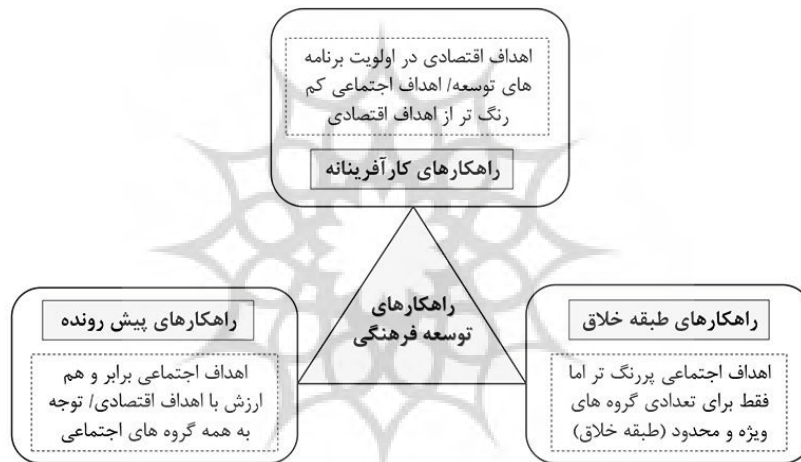 اهداف اقتصادی در اولویت برنامه
های توسعه/ اهداف اجتماعی کم
رنگ تر از اهداف اقتصادی
راهکارهای کارآفرینانه
راهکارهای
توسعه فرهنگی
راهکارهای طبقه خلاق
اهداف اجتماعی پررنگ تر اما
فقط برای تعدادی گروه های
ویژه و محدود (طبقه خلاق)
راهکارهای پیش رونده
اهداف اجتماعی برابر و هم
ارزش با اهداف اقتصادی/ توجه
به همه گروه های اجتماعی